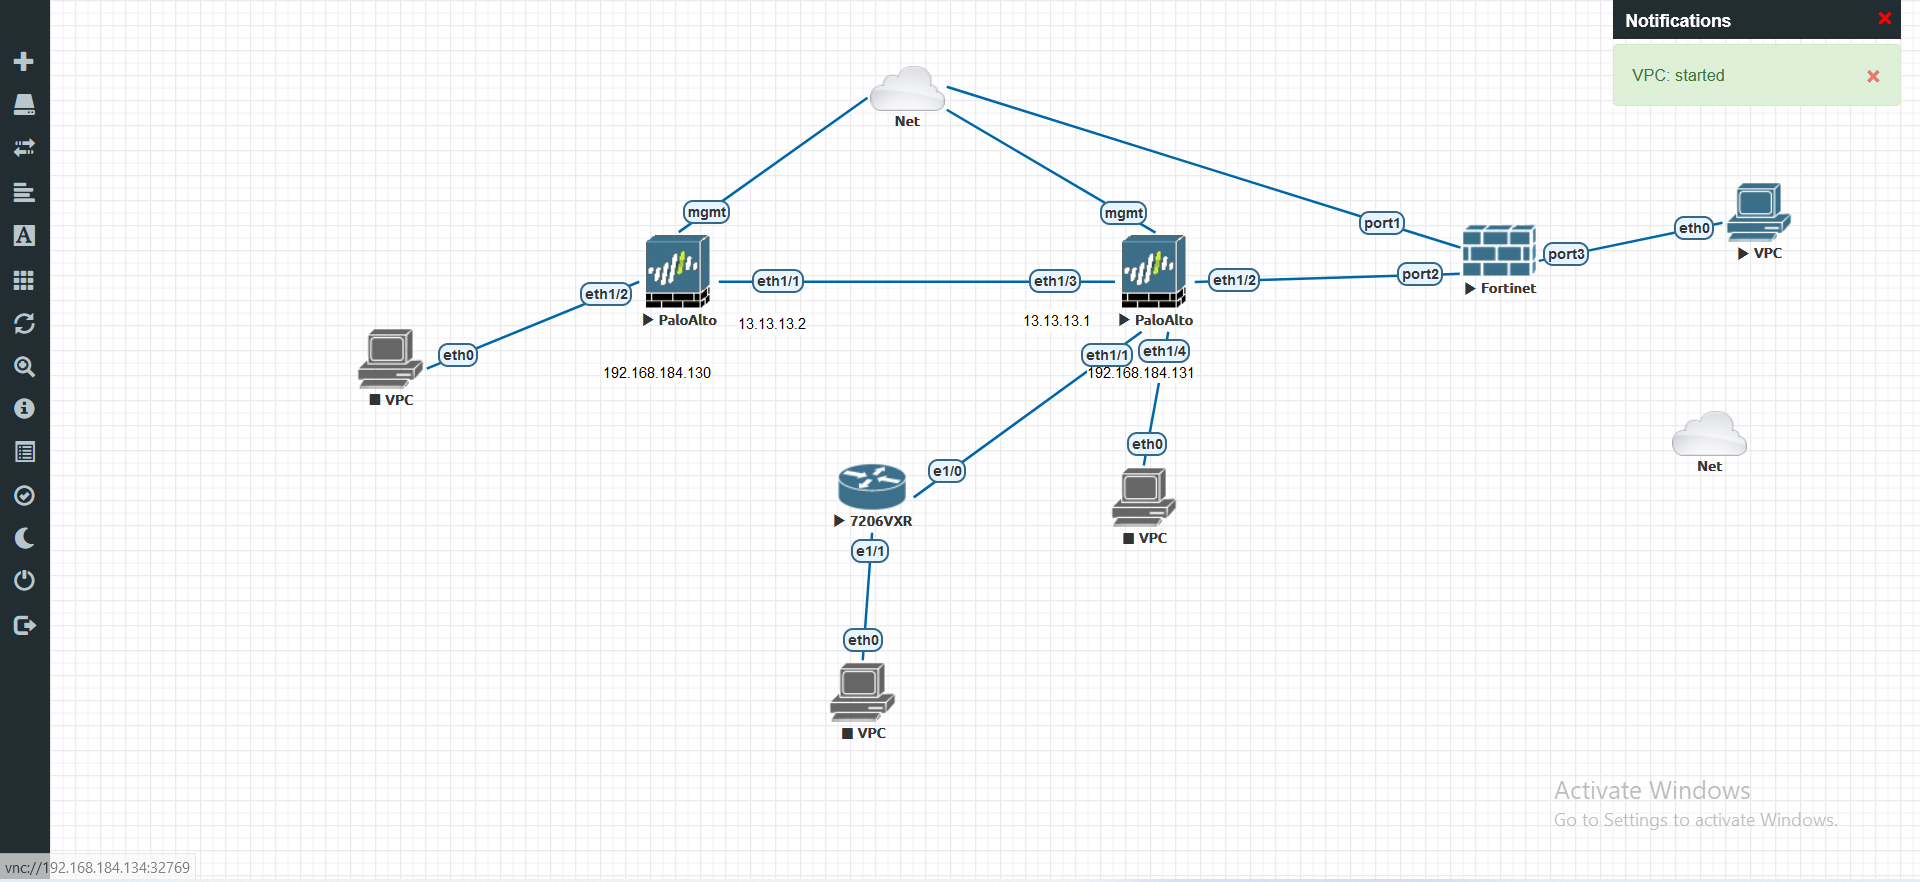 Notifications
VPC: started
Net
mgmt
mgmt
port1
eth0
VPC
port3
port2
Fortinet
eth1/2
eth1/1
eth1/3
eth1/2
PaloAlto
13.13.13.2
13.13.13.1
PaloAlto
eth0
VPC
192.168.184.130
eth1/1
eth1/4
192.168.184.131
eth0
Net
e1/0
7206VXR
VPC
e1/1
eth0
VPC
Activate Windows
Go to Settings to activate Windows.
vnc://192.168.184.134:32769